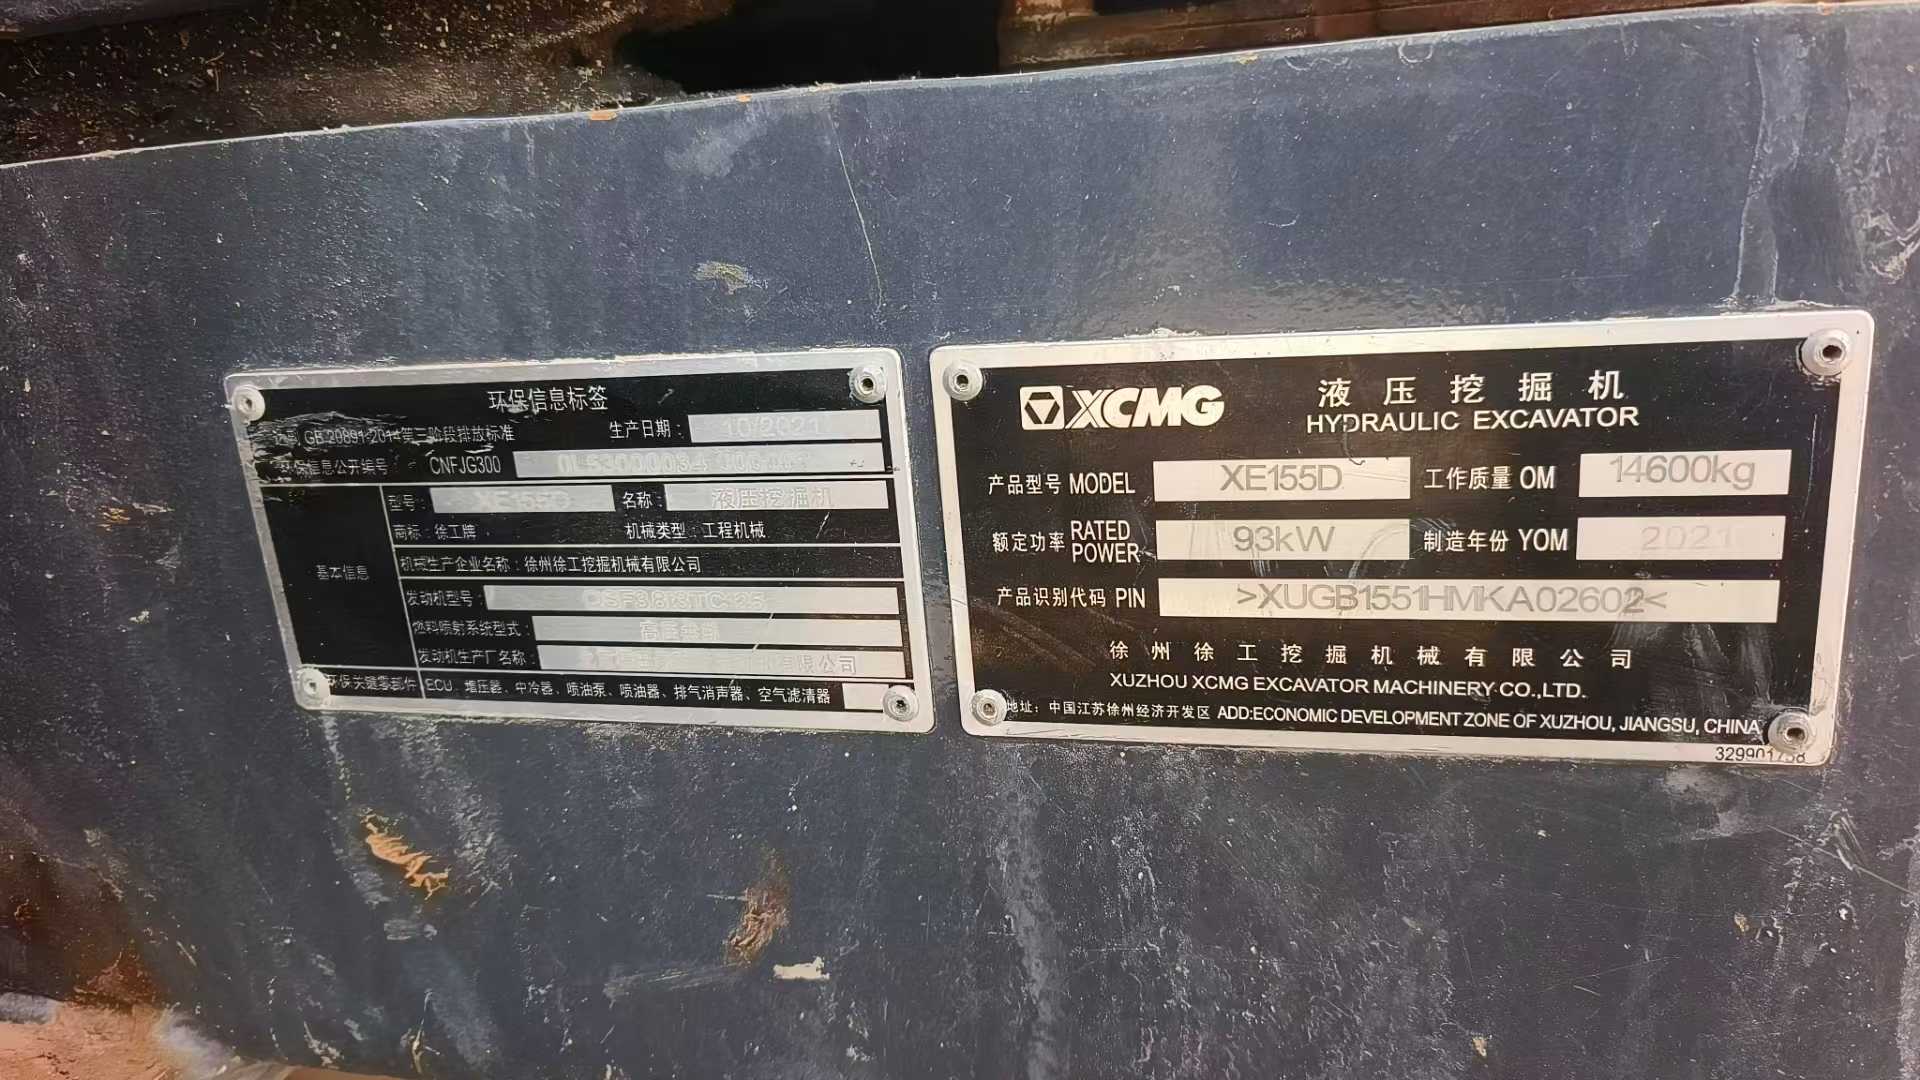 环保信息标签
GB 20891-2014第三阶段排放标准 生产日期: 10/2021
环保信息公开编号: CNFJG300
型号: XE155D 名称: 液压挖掘机
商标: 徐工牌 机械类型: 工程机械
基本信息
机械生产企业名称: 徐州徐工挖掘机械有限公司
发动机型号:
燃料喷射系统型式: 高压共轨
发动机生产厂名称: 有限公司
环保关键零部件 ECU、增压器、中冷器、喷油泵、喷油器、排气消声器、空气滤清器
XCMG
液压挖掘机
HYDRAULIC EXCAVATOR
产品型号 MODEL XE155D 工作质量 OM 14600kg
额定功率 RATED POWER 93kW 制造年份 YOM 2021
产品识别代码 PIN >XUGB1551HMKA02602<
徐州徐工挖掘机械有限公司
XUZHOU XCMG EXCAVATOR MACHINERY CO.,LTD.
地址: 中国江苏徐州经济开发区 ADD:ECONOMIC DEVELOPMENT ZONE OF XUZHOU, JIANGSU, CHINA
329901758